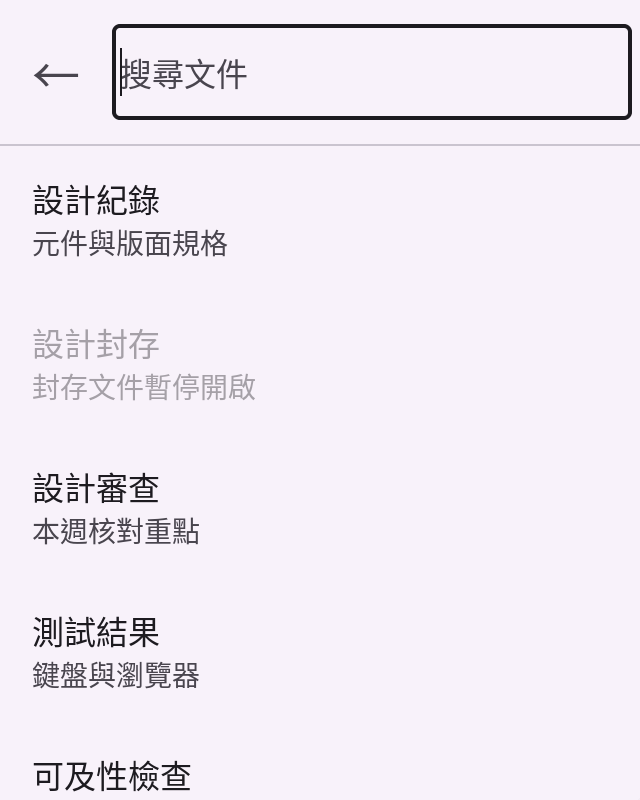 搜尋文件
設計紀錄
元件與版面規格
設計封存
封存文件暫停開啟
設計審查
本週核對重點
測試結果
鍵盤與瀏覽器
可及性檢查